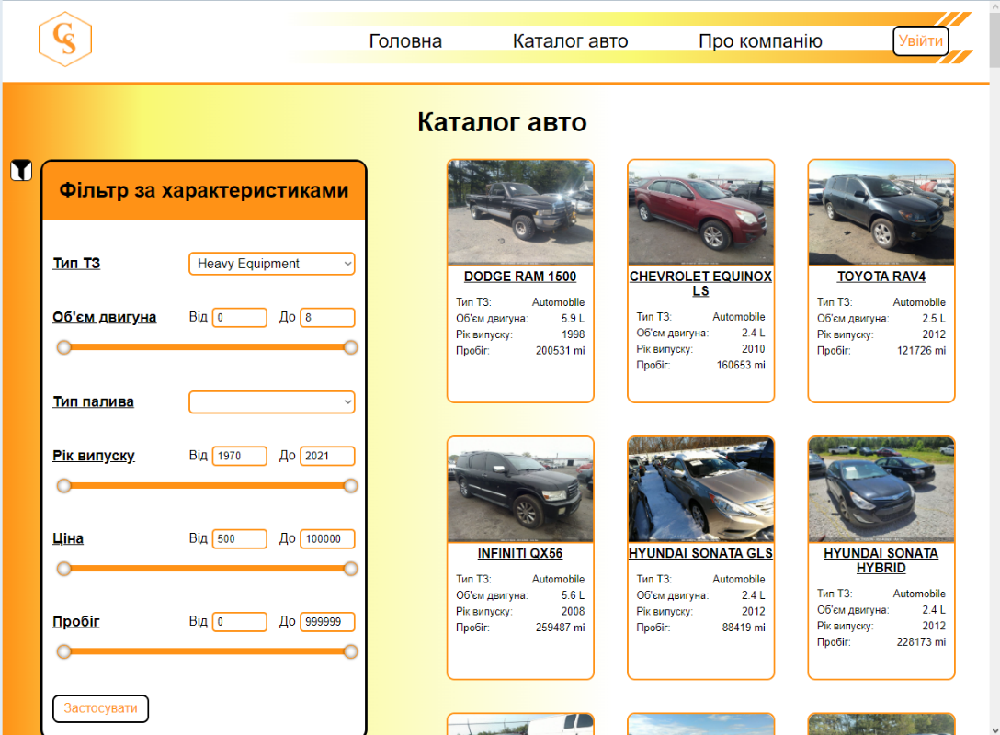 CS
Головна
Каталог авто
Про компанію
Увійти
Каталог авто
Фільтр за характеристиками
Тип ТЗ
Heavy Equipment
Об'єм двигуна
Від 0
До 8
Тип палива
Рік випуску
Від 1970
До 2021
Ціна
Від 500
До 100000
Пробіг
Від 0
До 999999
Застосувати
DODGE RAM 1500
Тип ТЗ: Automobile
Об'єм двигуна: 5.9 L
Рік випуску: 1998
Пробіг: 200531 mi
CHEVROLET EQUINOX
LS
Тип ТЗ: Automobile
Об'єм двигуна: 2.4 L
Рік випуску: 2010
Пробіг: 160653 mi
TOYOTA RAV4
Тип ТЗ: Automobile
Об'єм двигуна: 2.5 L
Рік випуску: 2012
Пробіг: 121726 mi
INFINITI QX56
Тип ТЗ: Automobile
Об'єм двигуна: 5.6 L
Рік випуску: 2008
Пробіг: 259487 mi
HYUNDAI SONATA GLS
Тип ТЗ: Automobile
Об'єм двигуна: 2.4 L
Рік випуску: 2012
Пробіг: 88419 mi
HYUNDAI SONATA
HYBRID
Тип ТЗ: Automobile
Об'єм двигуна: 2.4 L
Рік випуску: 2012
Пробіг: 228173 mi